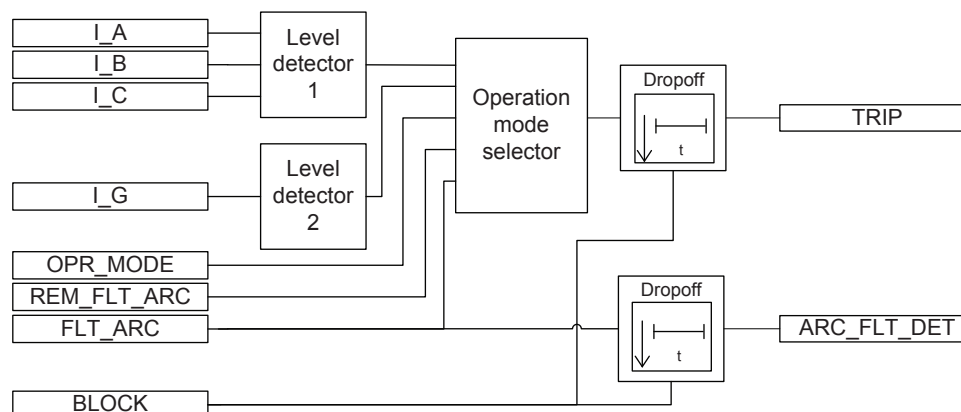 I_A
I_B
I_C
Level
detector
1
I_G
Level
detector
2
OPR_MODE
REM_FLT_ARC
FLT_ARC
BLOCK
Operation
mode
selector
Dropoff
t
TRIP
Dropoff
t
ARC_FLT_DET